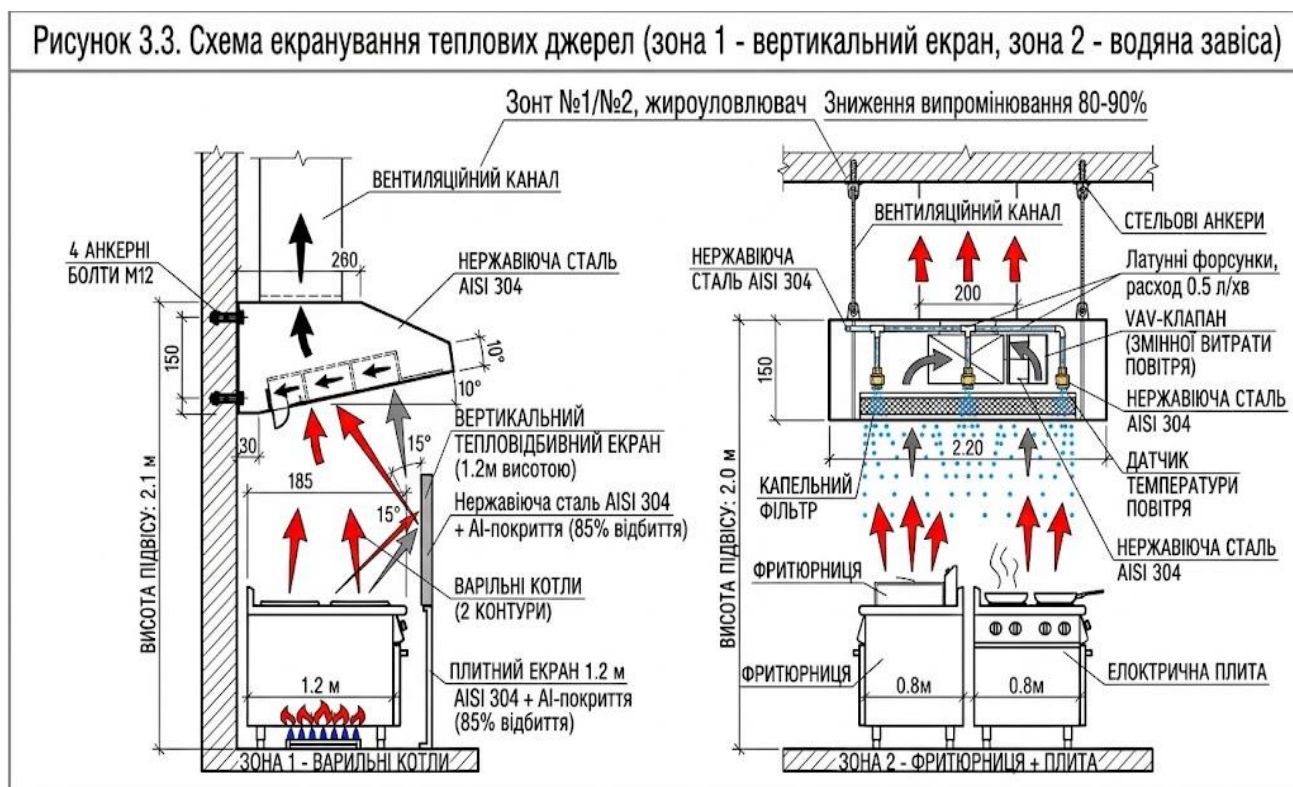 Рисунок 3.3. Схема екранування теплових джерел (зона 1 - вертикальний екран, зона 2 - водяна завіса)
Зонт №1/№2, жироуловлювач
Зниження випромінювання 80-90%
ВЕНТИЛЯЦІЙНИЙ КАНАЛ
4 АНКЕРНІ
БОЛТИ М12
260
НЕРЖАВІЮЧА СТАЛЬ
AISI 304
150
10°
10°
30
ВЕРТИКАЛЬНИЙ
ТЕПЛОВІДБИВНИЙ ЕКРАН
(1.2м висотою)
15°
185
15°
Нержавіюча сталь AISI 304
+ Al-покриття (85% відбиття)
ВАРІЛЬНІ КОТЛИ
(2 КОНТУРИ)
ВИСОТА ПІДВІСУ: 2.1 м
1.2 м
ПЛИТНИЙ ЕКРАН 1.2 м
AISI 304 + Al-покриття
(85% відбиття)
ЗОНА 1 - ВАРИЛЬНІ КОТЛИ
ВЕНТИЛЯЦІЙНИЙ КАНАЛ
СТЕЛЬОВІ АНКЕРИ
НЕРЖАВІЮЧА
СТАЛЬ AISI 304
Латунні форсунки,
расход 0.5 л/хв
200
VAV-КЛАПАН
(ЗМІННОЇ ВИТРАТИ
ПОВІТРЯ)
150
НЕРЖАВІЮЧА СТАЛЬ
AISI 304
2.20
КАПЕЛЬНИЙ
ФІЛЬТР
ДАТЧИК
ТЕМПЕРАТУРИ
ПОВІТРЯ
НЕРЖАВІЮЧА СТАЛЬ
AISI 304
ФРИТЮРНИЦЯ
ВИСОТА ПІДВІСУ: 2.0 м
ФРИТЮРНИЦЯ
ЕЛОКТРИЧНА ПЛИТА
0.8м
0.8м
ЗОНА 2 - ФРИТЮРНИЦЯ + ПЛИТА